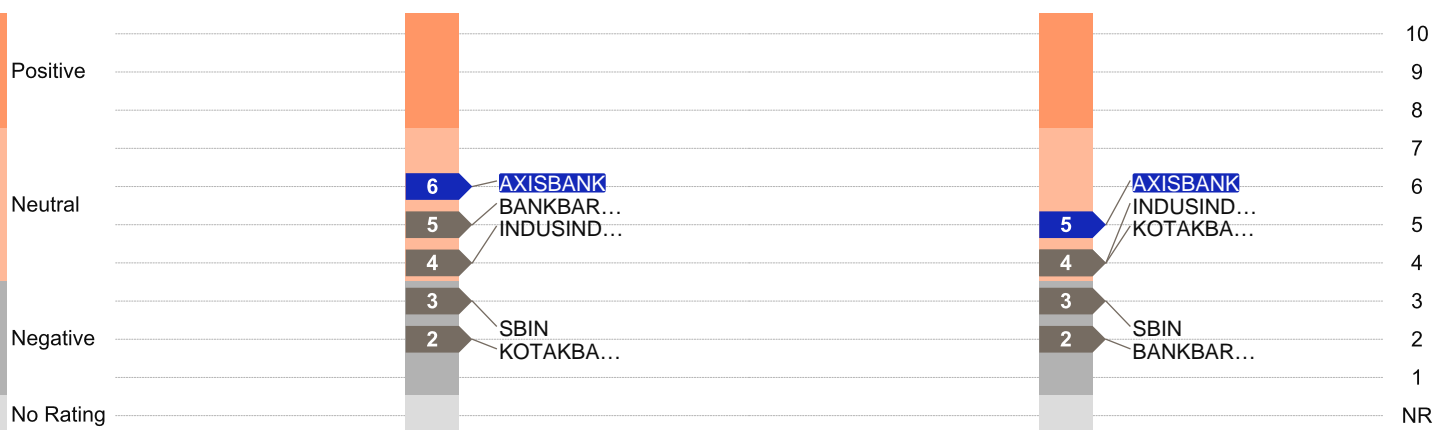 10
Positive
9
8
7
6 AXISBANK AXISBANK 6
BANKBAR… INDUSIND…
Neutral
5 INDUSIND… 5 KOTAKBA… 5
4 4 4
3 3 3
SBIN SBIN
Negative 2 2 2
KOTAKBA… BANKBAR…
1
No Rating NR